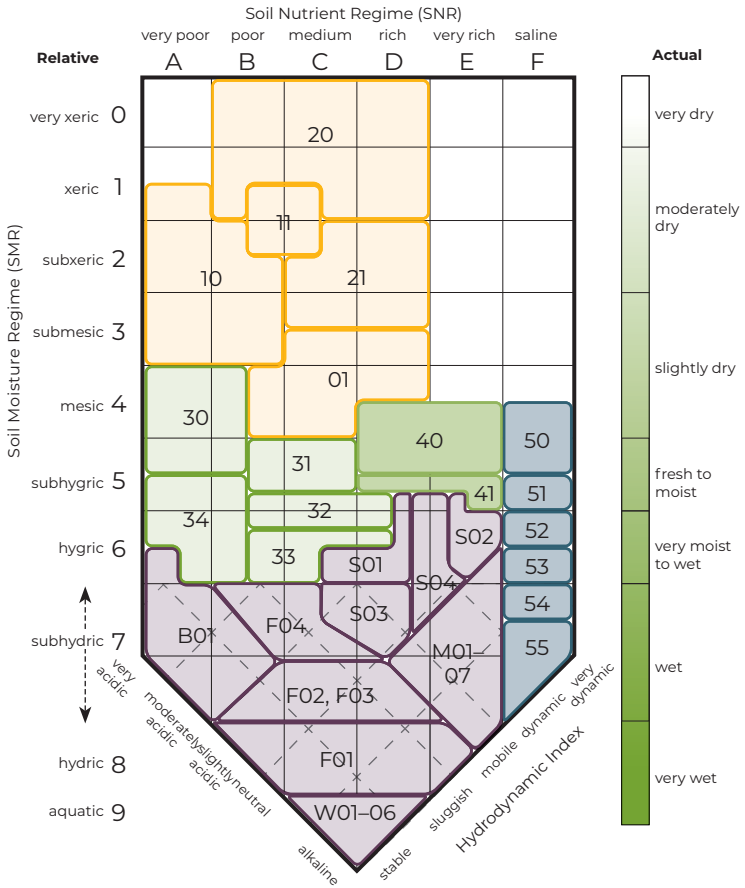 Soil Nutrient Regime (SNR)
very poor poor medium rich very rich saline
Relative A B C D E F Actual
very xeric 0
xeric 1
subxeric 2
submesic 3
mesic 4
subhygric 5
hygric 6
subhydric 7
hydric 8
aquatic 9
Soil Moisture Regime (SMR)
20
11
10
21
01
30
40
50
31
41
51
32
34
S02
52
33
S01
53
S04
54
S03
B01
F04
M01–
07
55
F02, F03
F01
W01–06
very
acidic
moderately
acidic
slightly
acidic
neutral
alkaline
stable
sluggish
mobile
dynamic
very
dynamic
Hydrodynamic Index
very dry
moderately
dry
slightly dry
fresh to
moist
very moist
to wet
wet
very wet